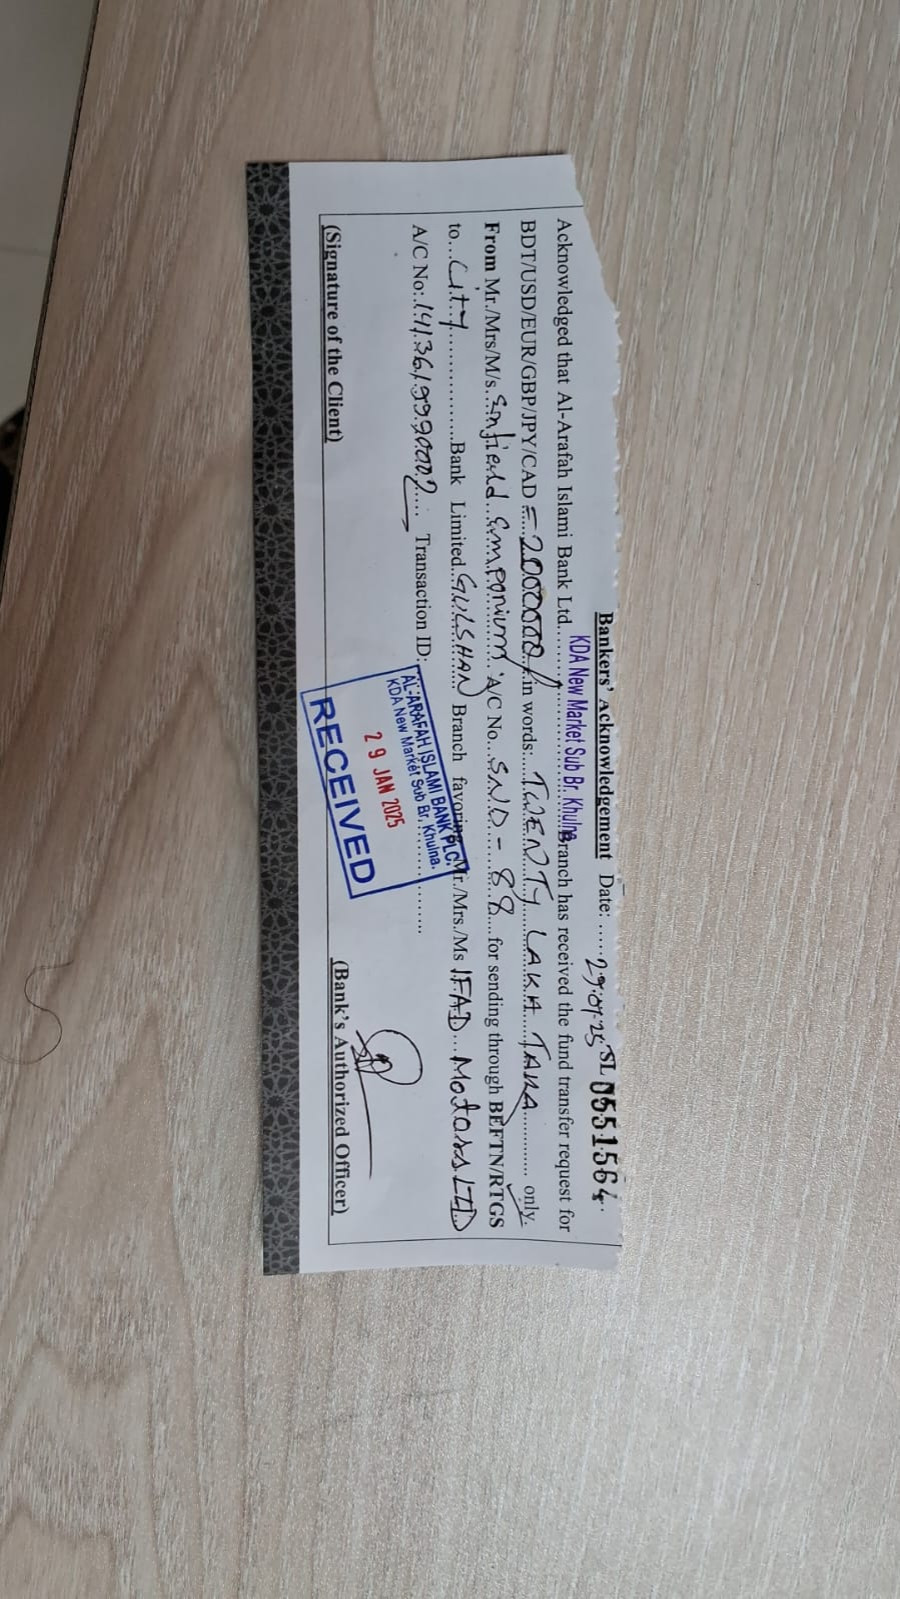 Bankers' Acknowledgement Date: .....29.01.25 SL 0551564
Acknowledged that Al-Arafah Islami Bank Ltd. KDA New Market Sub Br. Khulna Branch has received the fund transfer request for
BDT/USD/EUR/GBP/JPY/CAD =2000000/ in words: TWENTY LAKH TAKA only.
From Mr./Mrs/M/s. Enfield Emporium A/C No. SND - 88 for sending through BEFTN/RTGS
to City Bank Limited GULSHAN Branch favoring Mr./Mrs./Ms IFAD Motors LTD
A/C No: Transaction ID:
AL-ARAFAH ISLAMI BANK PLC.
KDA New Market Sub Br, Khulna.
29 JAN 2025
RECEIVED
(Signature of the Client) (Bank's Authorized Officer)